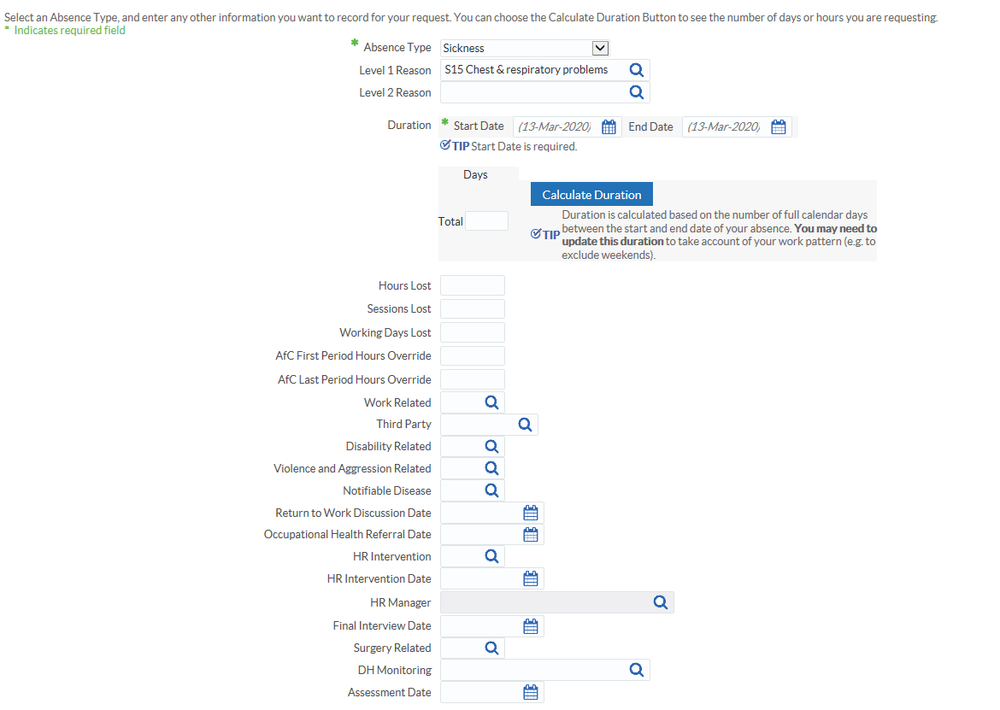 Select an Absence Type, and enter any other information you want to record for your request. You can choose the Calculate Duration Button to see the number of days or hours you are requesting.
* Indicates required field
* Absence Type Sickness
Level 1 Reason S15 Chest & respiratory problems
Level 2 Reason
Duration * Start Date (13-Mar-2020) End Date (13-Mar-2020)
TIP Start Date is required.
Days
Calculate Duration
Total
Duration is calculated based on the number of full calendar days
TIP between the start and end date of your absence. You may need to
update this duration to take account of your work pattern (e.g. to
exclude weekends).
Hours Lost
Sessions Lost
Working Days Lost
AfC First Period Hours Override
AfC Last Period Hours Override
Work Related
Third Party
Disability Related
Violence and Aggression Related
Notifiable Disease
Return to Work Discussion Date
Occupational Health Referral Date
HR Intervention
HR Intervention Date
HR Manager
Final Interview Date
Surgery Related
DH Monitoring
Assessment Date